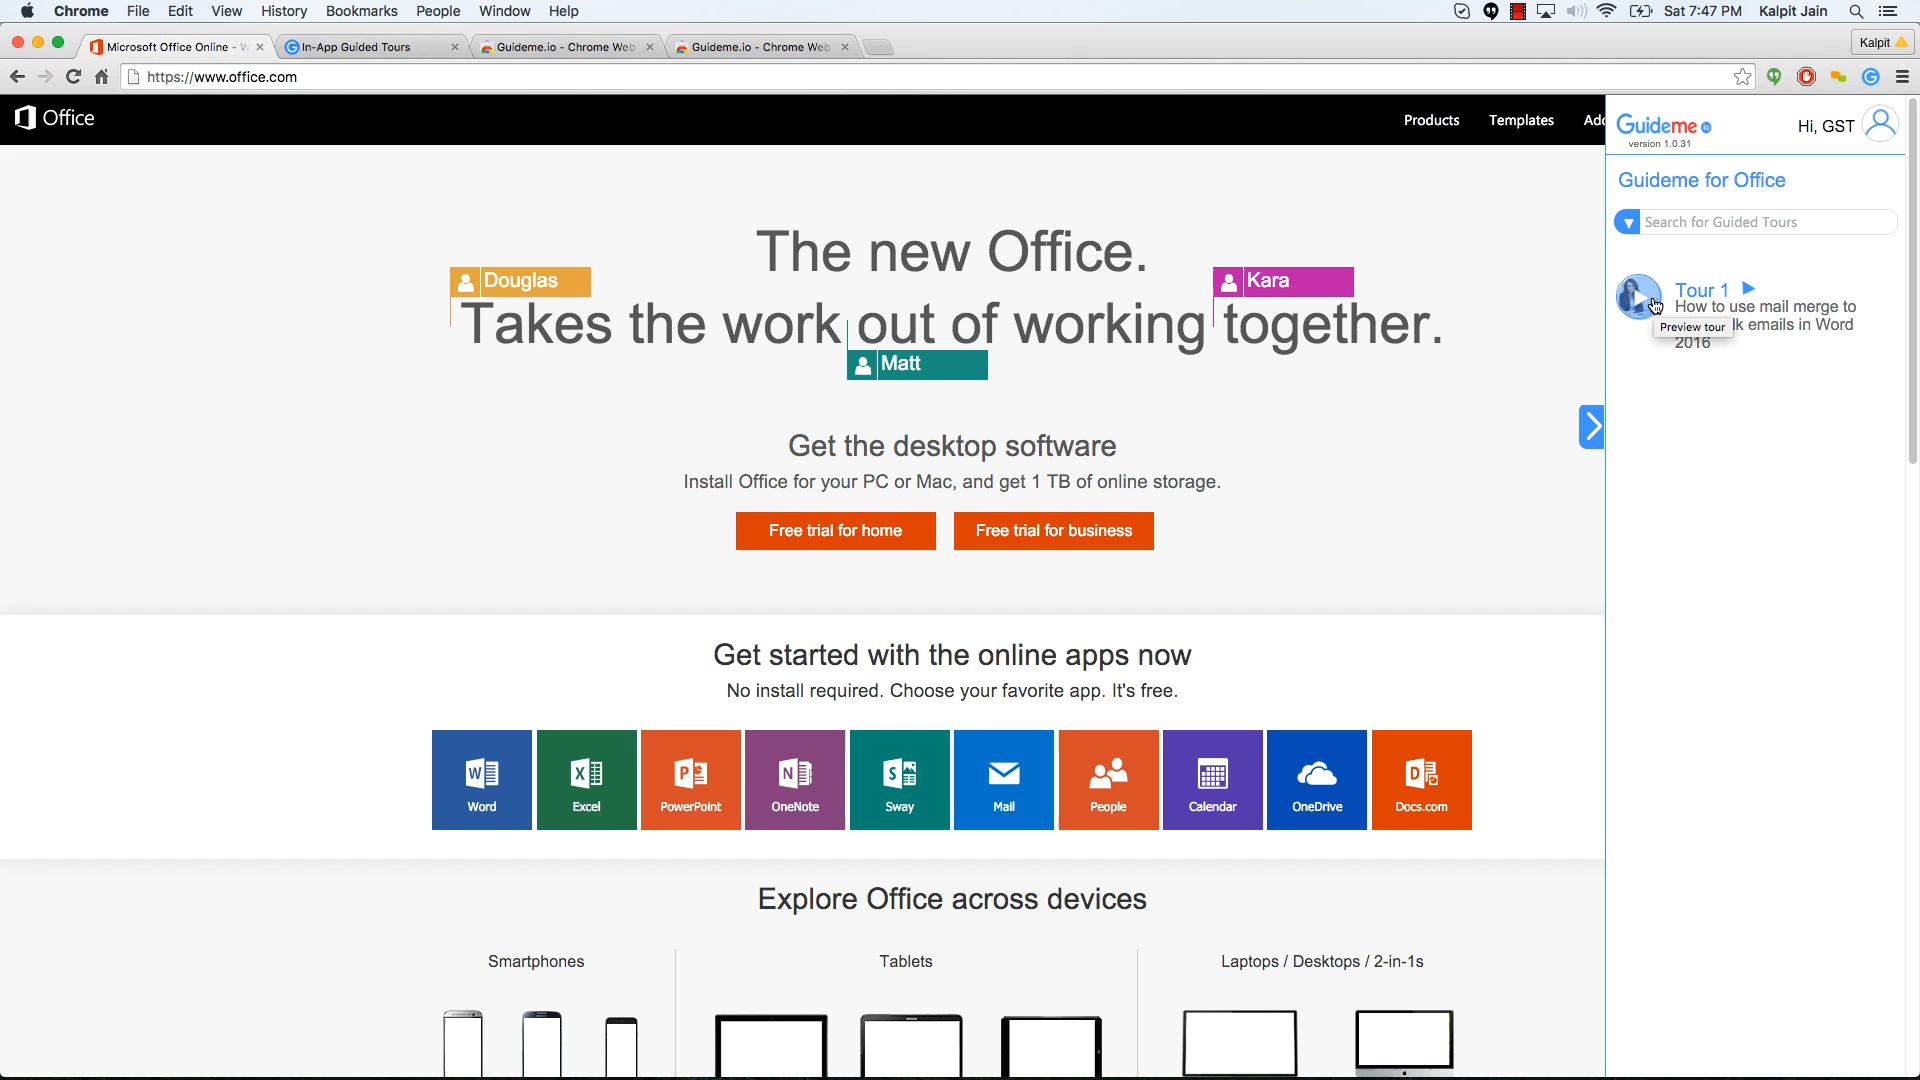 Chrome File Edit View History Bookmarks People Window Help Sat 7:47 PM Kalpit Jain
Microsoft Office Online - In-App Guided Tours Guideme.io - Chrome Web Guideme.io - Chrome Web Kalpit
https://www.office.com
Office Products Templates Add
Guideme io
version 1.0.31
Hi, GST
Guideme for Office
Search for Guided Tours
Tour 1
How to use mail merge to
lk emails in Word
2016
Preview tour
The new Office.
Douglas
Kara
Takes the work out of working together.
Matt
Get the desktop software
Install Office for your PC or Mac, and get 1 TB of online storage.
Free trial for home Free trial for business
Get started with the online apps now
No install required. Choose your favorite app. It's free.
Word Excel PowerPoint OneNote Sway Mail People Calendar OneDrive Docs.com
Explore Office across devices
Smartphones Tablets Laptops / Desktops / 2-in-1s